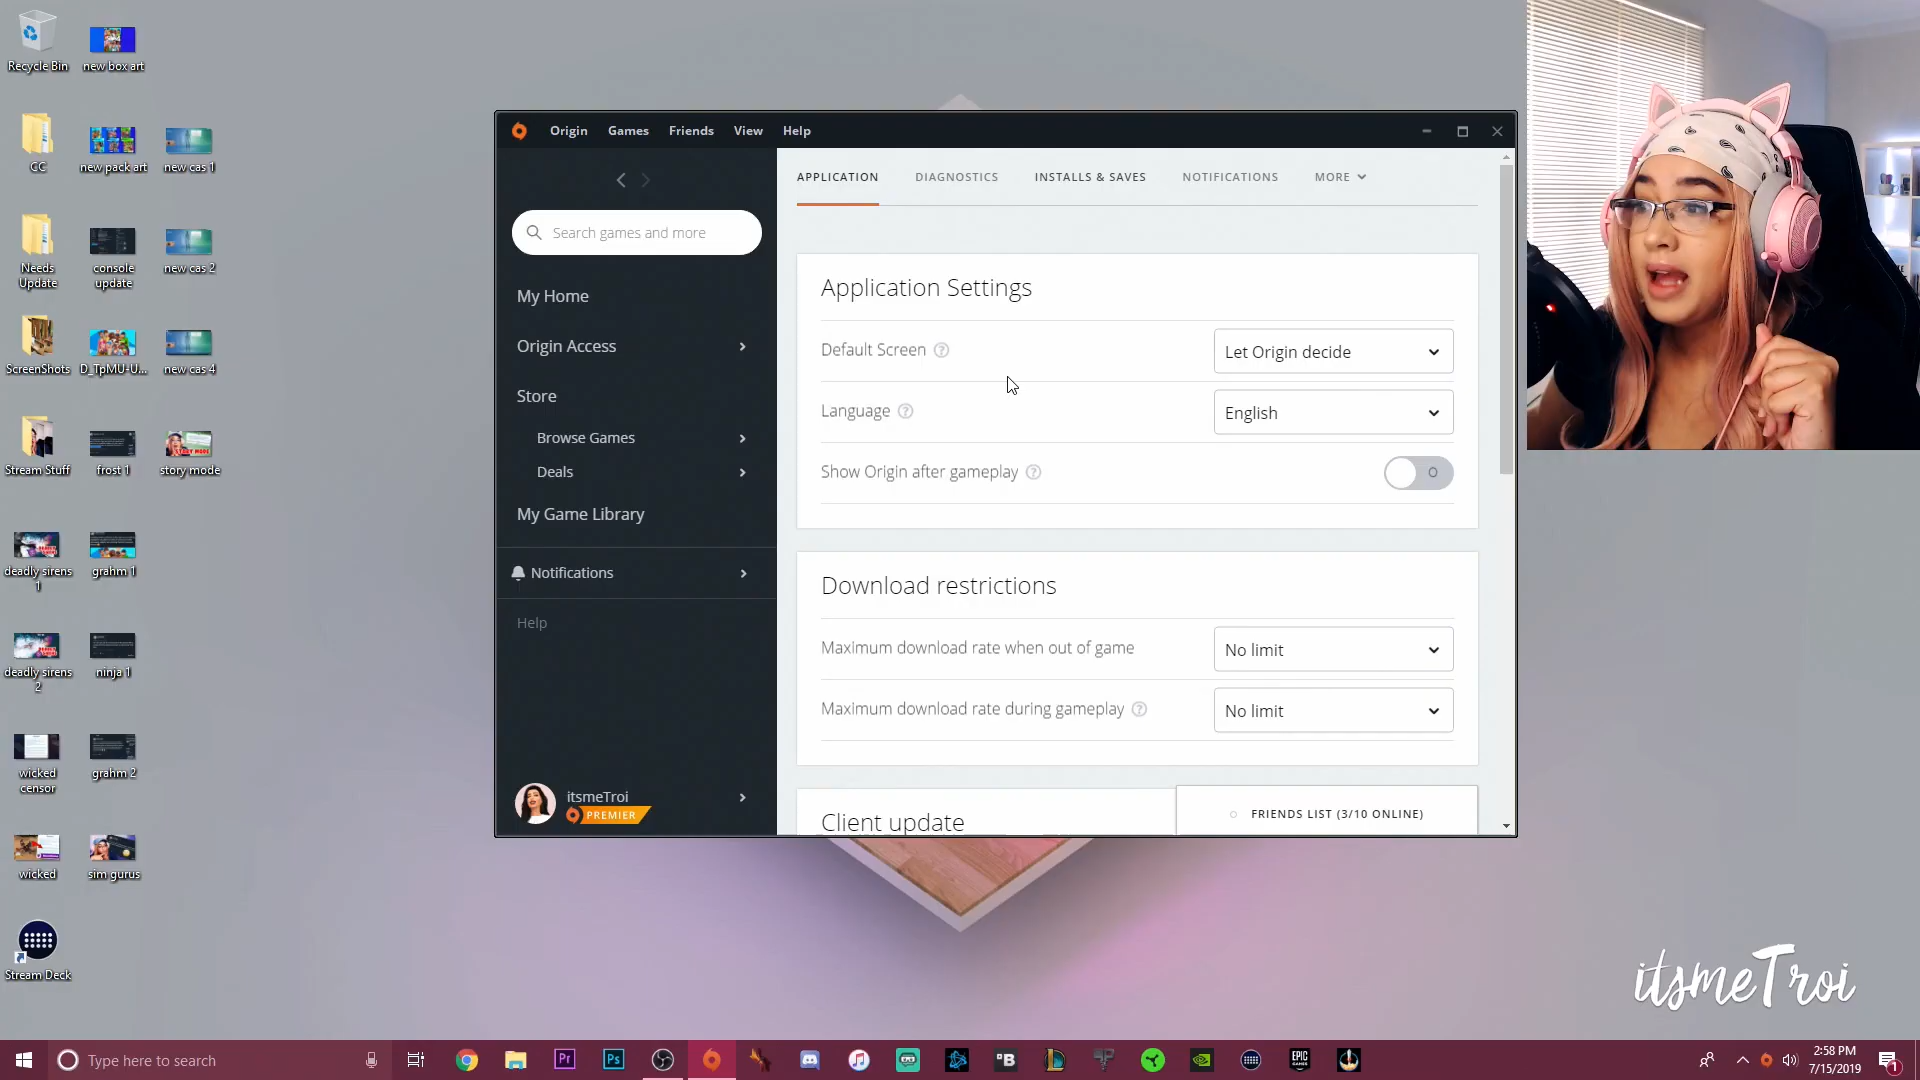 Recycle Bin
new box art
CC
new pack art
new cas 1
Needs Update
console update
new cas 2
ScreenShots
D_TpMU-U...
new cas 4
Stream Stuff
frost 1
story mode
deadly sirens 1
grahm 1
deadly sirens 2
ninja 1
wicked censor
grahm 2
wicked
sim gurus
Stream Deck
Origin
Games
Friends
View
Help
Search games and more
My Home
Origin Access
Store
Browse Games
Deals
My Game Library
Notifications
Help
itsmeTroi
PREMIER
APPLICATION
DIAGNOSTICS
INSTALLS & SAVES
NOTIFICATIONS
MORE
Application Settings
Default Screen
Let Origin decide
Language
English
Show Origin after gameplay
Download restrictions
Maximum download rate when out of game
No limit
Maximum download rate during gameplay
No limit
Client update
FRIENDS LIST (3/10 ONLINE)
itsmeTroi
Type here to search
Pr
Ps
B
EPIC GAMES
2:58 PM
7/15/2019
1